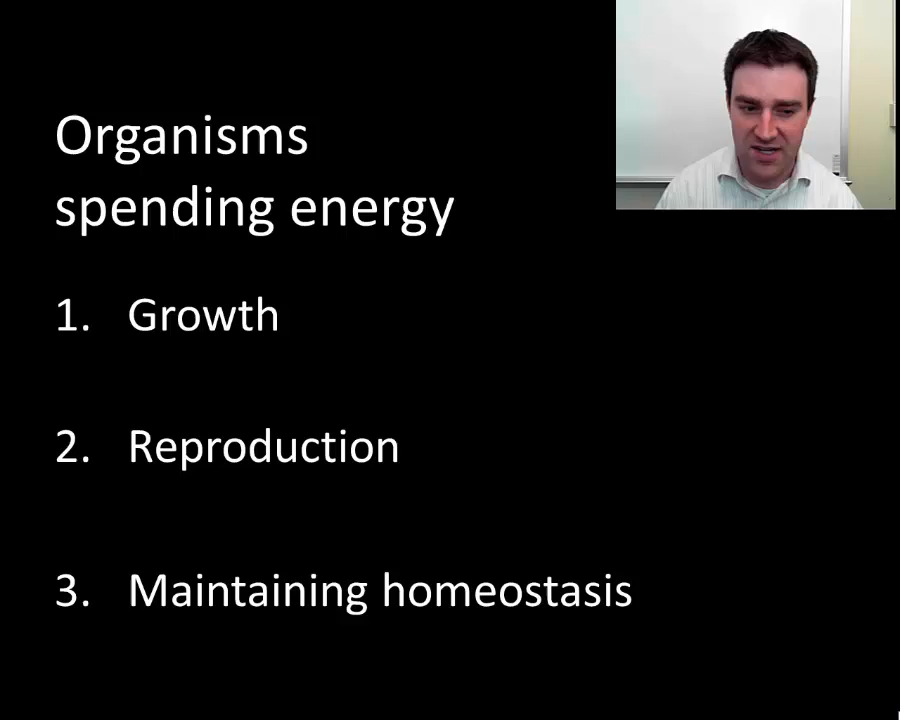 Organisms
spending energy
1. Growth
2. Reproduction
3. Maintaining homeostasis